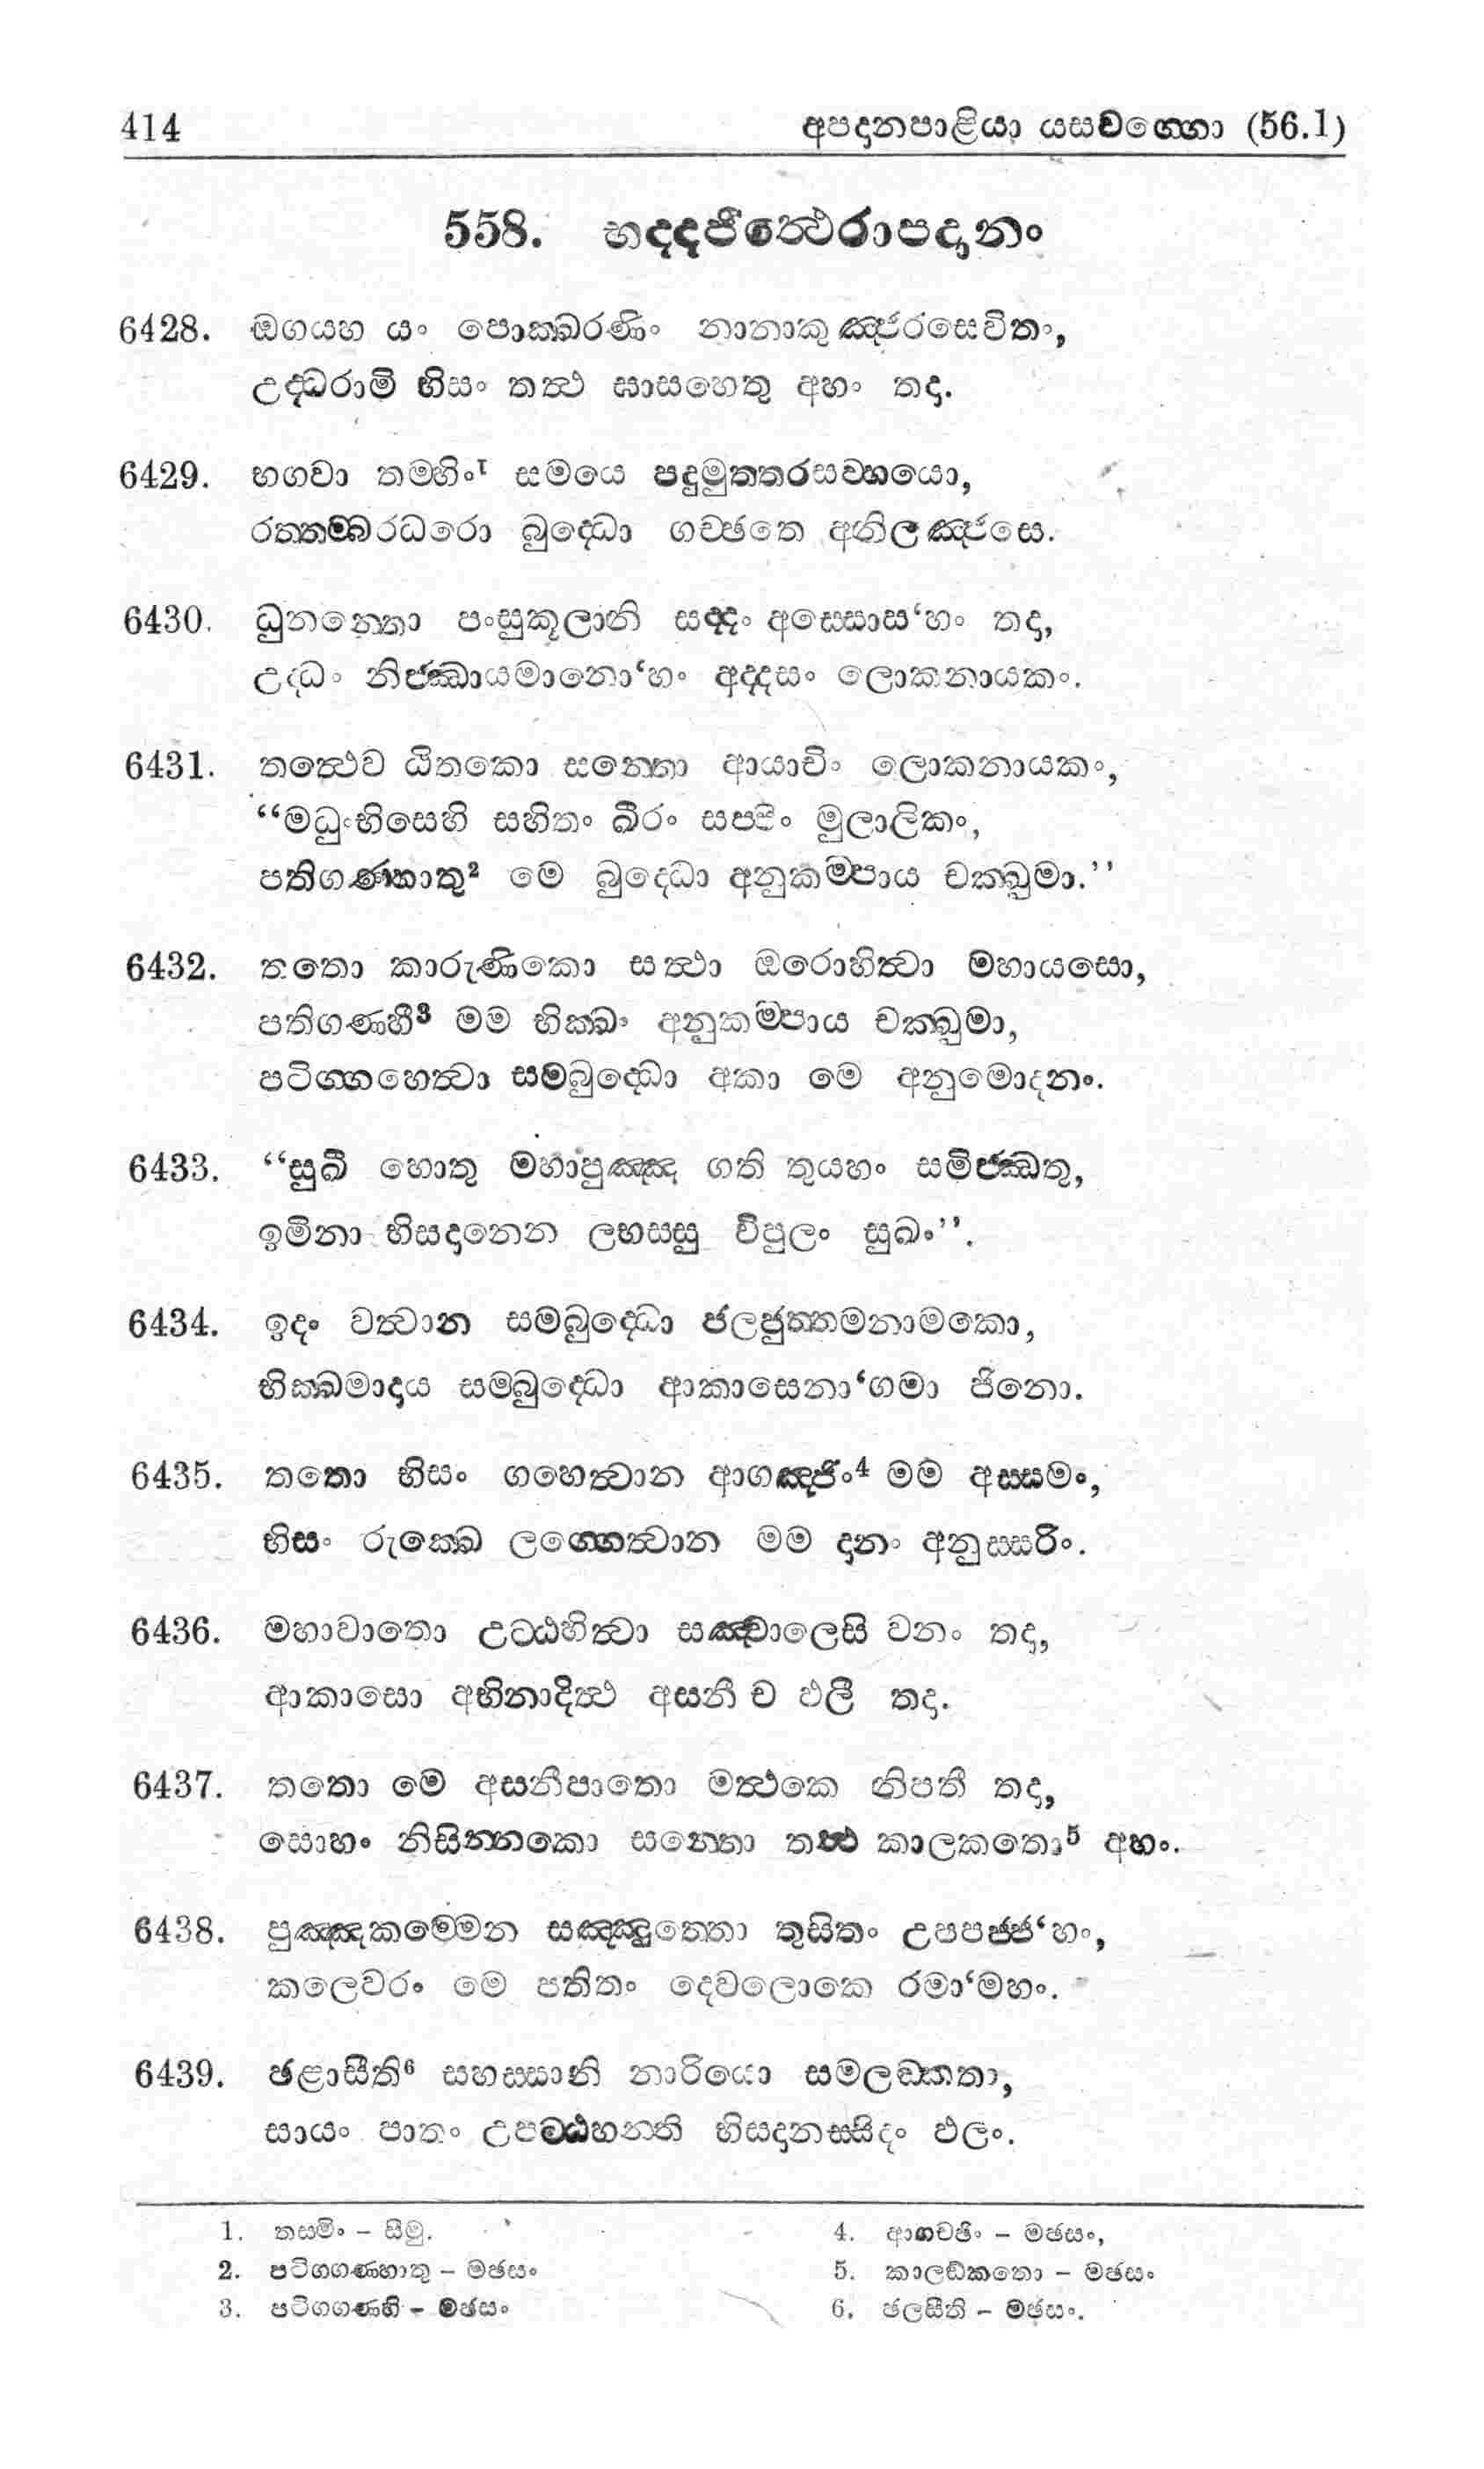 414 අපදානපාළියා යසවග්ගො (56.1)
558. භද්දජිත්ථෙරාපදානං
6428. ඔගය්හ යං පොක්ඛරණිං නානාකුඤ්ජරසෙවිතං,
උද්ධරාමි භිසං තත්ථ ඝාසහෙතු අහං තදා.
6429. භගවා තම්හිං¹ සමයෙ පදුමුත්තරසව්හයො,
රත්තම්බරධරො බුද්ධො ගච්ඡතෙ අනිලඤ්ජසෙ.
6430. ධුනන්තො පංසුකූලානි සද්දං අස්සොස‘හං තදා,
උද්ධං නිජ්ඣායමානො‘හං අද්දසං ලොකනායකං.
6431. තත්ථෙව ඨිතකො සන්තො ආයාචිං ලොකනායකං,
“මධුං භිසෙහි සහිතං ඛීරං සප්පිං මුලාලිකං,
පතිගණ්හාතු² මෙ බුද්ධො අනුකම්පාය චක්ඛුමා.’’
6432. තතො කාරුණිකො සත්ථා ඔරොහිත්වා මහායසො,
පතිගණ්හී³ මම භික්ඛං අනුකම්පාය චක්ඛුමා,
පටිග්ගහෙත්වා සම්බුද්ධො අකා මෙ අනුමොදනං.
6433. “සුඛී හොතු මහාපුඤ්ඤ ගති තුය්හං සමිජ්ඣතු,
ඉමිනා භිසදානෙන ලභස්සු විපුලං සුඛං’’.
6434. ඉදං වත්වාන සම්බුද්ධො ජලජුත්තමනාමකො,
භික්ඛමාදාය සම්බුද්ධො ආකාසෙනා‘ගමා ජිනො.
6435. තතො භිසං ගහෙත්වාන ආගඤ්ජිං⁴ මම අස්සමං,
භිසං රුක්ඛෙ ලග්ගෙත්වාන මම දානං අනුස්සරිං.
6436. මහාවාතො උට්ඨහිත්වා සඤ්චාලෙසි වනං තදා,
ආකාසො අභිනාදිත්ථ අසනී ච ඵලී තදා.
6437. තතො මෙ අසනීපාතො මත්ථකෙ නිපතී තදා,
සොහං නිසින්නකො සන්තො තත්ථ කාලකතො⁵ අහං.
6438. පුඤ්ඤකම්මෙන සඤ්ඤුත්තො තුසිතං උපපජ්ජ‘හං,
කලෙවරං මෙ පතිතං දෙවලොකෙ රමා‘මහං.
6439. ඡළාසීති⁶ සහස්සානි නාරියො සමලඞ්කතා,
සායං පාතං උපට්ඨහන්ති භිසදානස්සිදං ඵලං.
1. තස්මිං – සීමු.
2. පටිග්ගණ්හාතු – මඡසං
3. පටිග්ගණ්හි – මඡසං
4. ආගච්ඡිං – මඡසං,
5. කාලඞ්කතො – මඡසං
6. ඡලසීති – මඡසං.